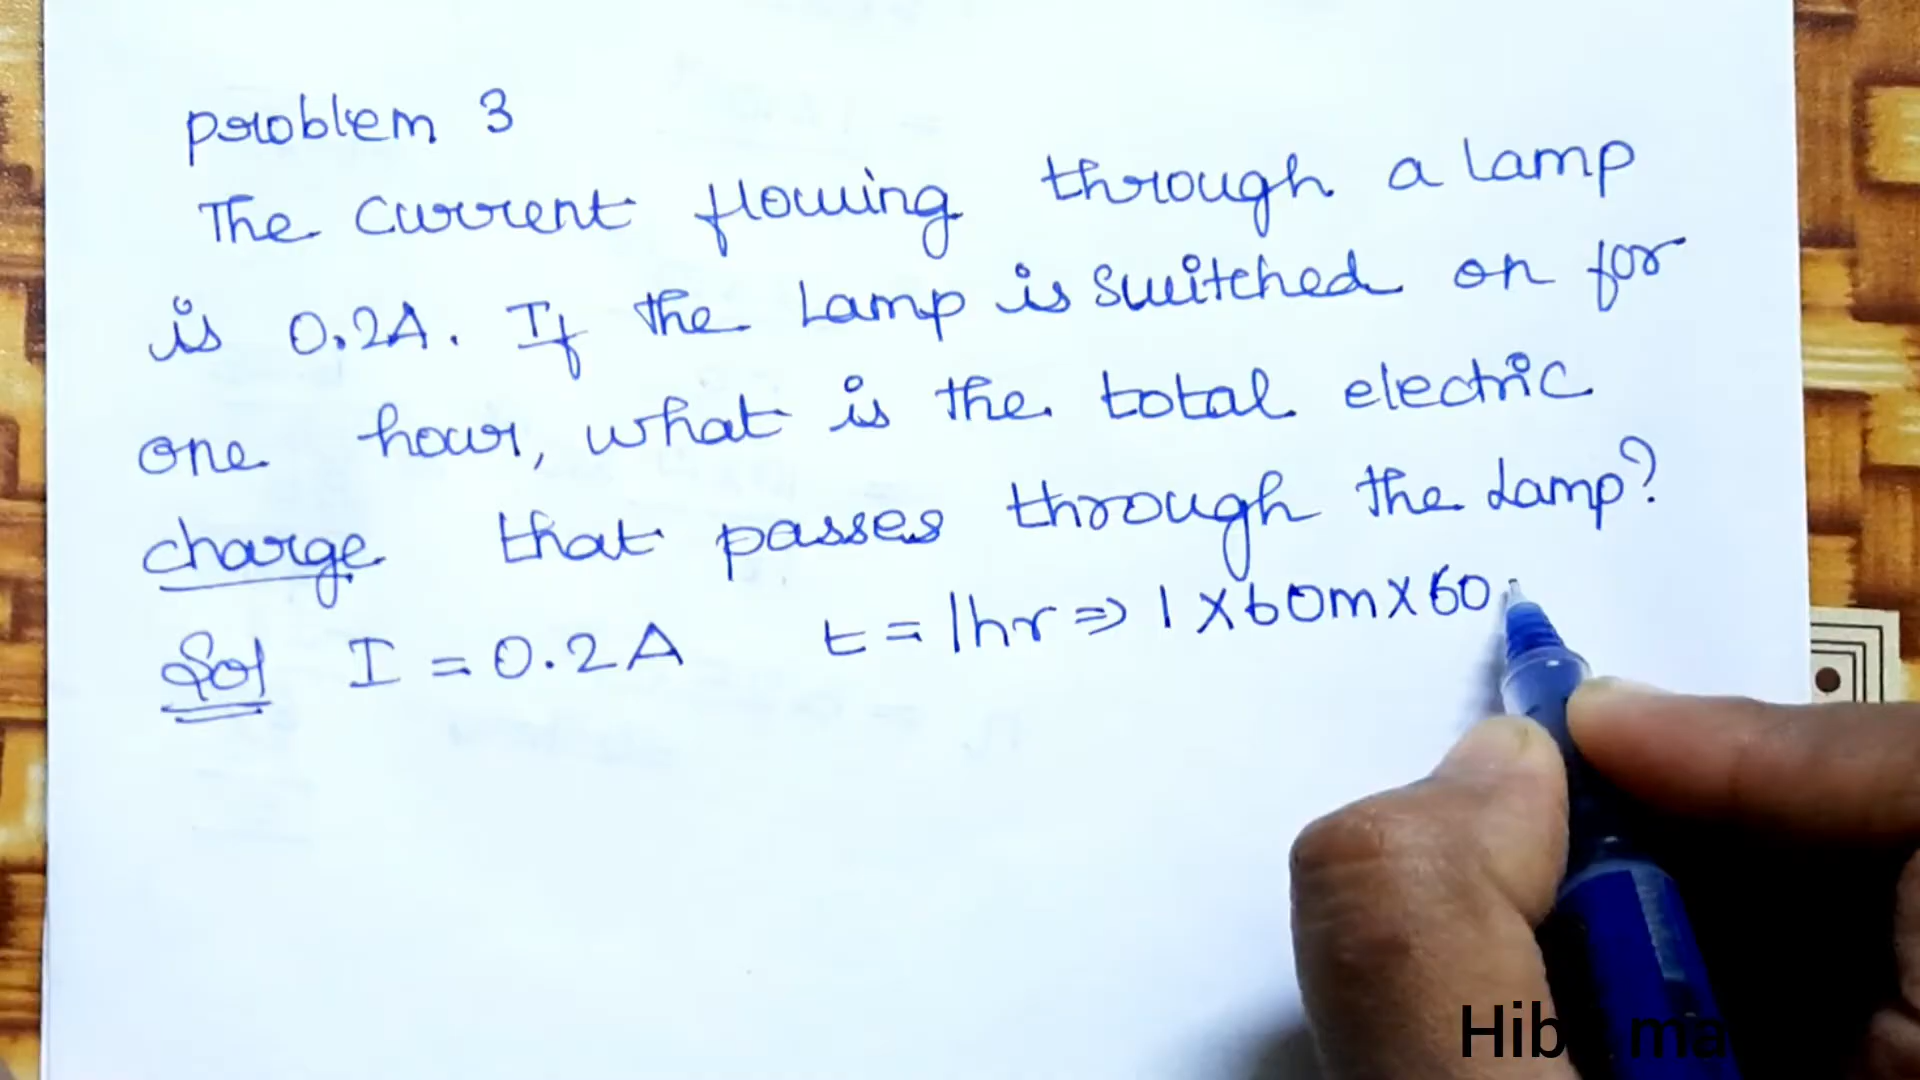 problem 3
The current flowing through a lamp
is 0.2A. If the Lamp is switched on for
one hour, what is the total electric
charge that passes through the Lamp?
Sol I = 0.2A t = 1hr ⇒ 1 X 60m X 60